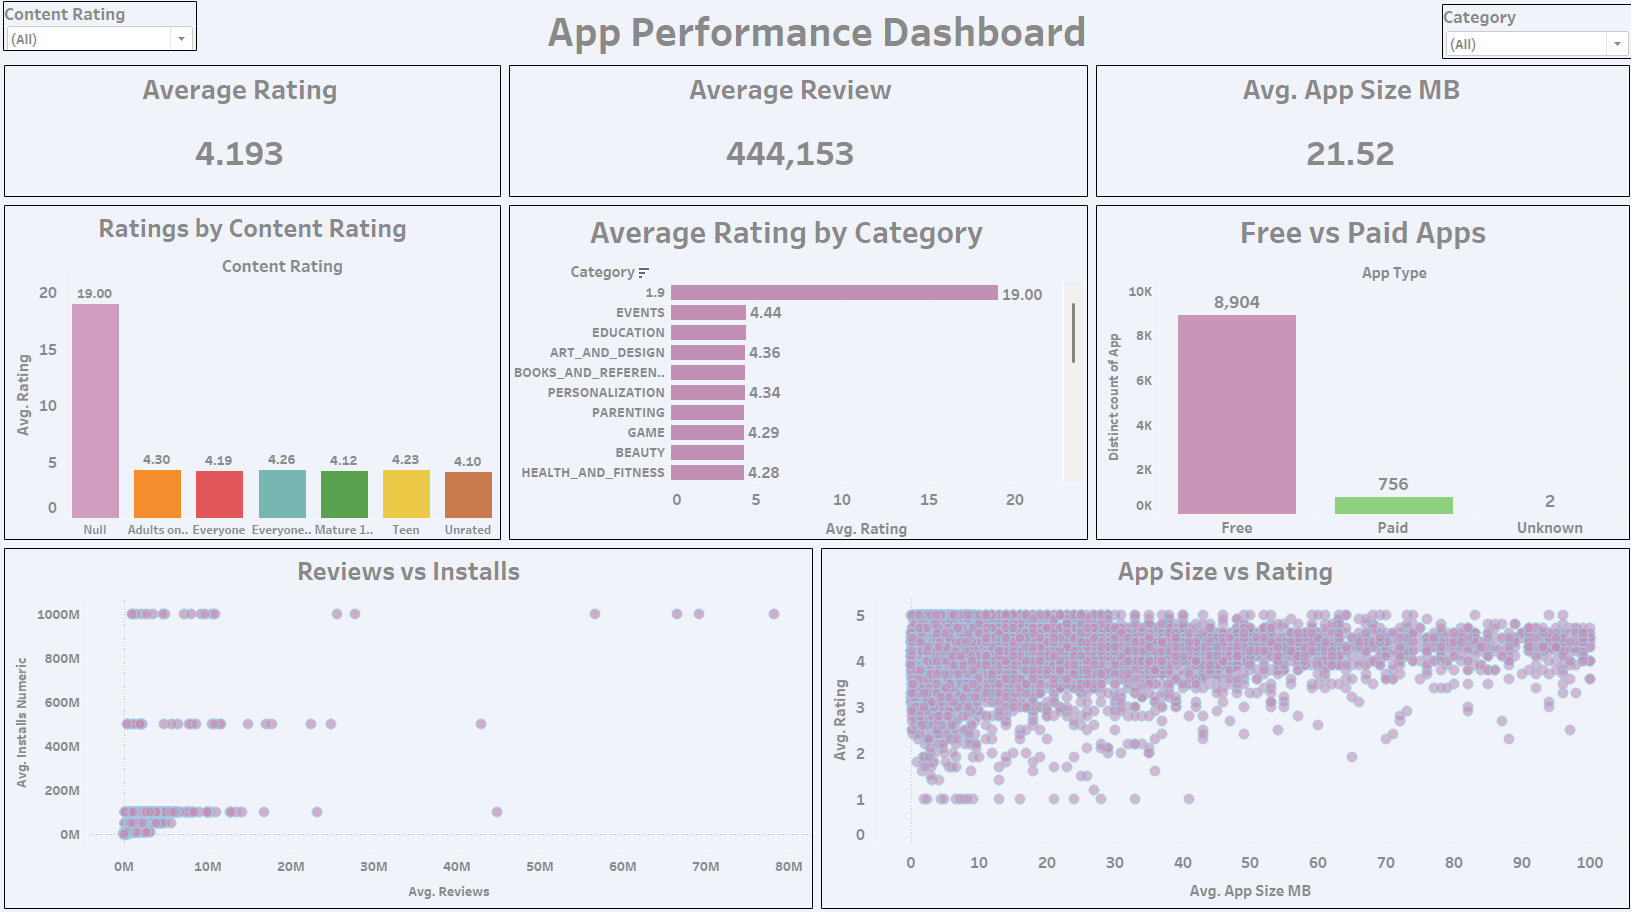 Content Rating
(All)
App Performance Dashboard
Category
(All)
Average Rating
4.193
Average Review
444,153
Avg. App Size MB
21.52
Ratings by Content Rating
Content Rating
Avg. Rating
20
15
10
5
0
19.00
4.30
4.19
4.26
4.12
4.23
4.10
Null
Adults on..
Everyone
Everyone..
Mature 1..
Teen
Unrated
Average Rating by Category
Category
1.9 19.00
EVENTS 4.44
EDUCATION
ART_AND_DESIGN 4.36
BOOKS_AND_REFEREN..
PERSONALIZATION 4.34
PARENTING
GAME 4.29
BEAUTY
HEALTH_AND_FITNESS 4.28
0 5 10 15 20
Avg. Rating
Free vs Paid Apps
App Type
Distinct count of App
10K
8K
6K
4K
2K
0K
8,904
756
2
Free
Paid
Unknown
Reviews vs Installs
Avg. Installs Numeric
1000M
800M
600M
400M
200M
0M
0M 10M 20M 30M 40M 50M 60M 70M 80M
Avg. Reviews
App Size vs Rating
Avg. Rating
5
4
3
2
1
0
0 10 20 30 40 50 60 70 80 90 100
Avg. App Size MB